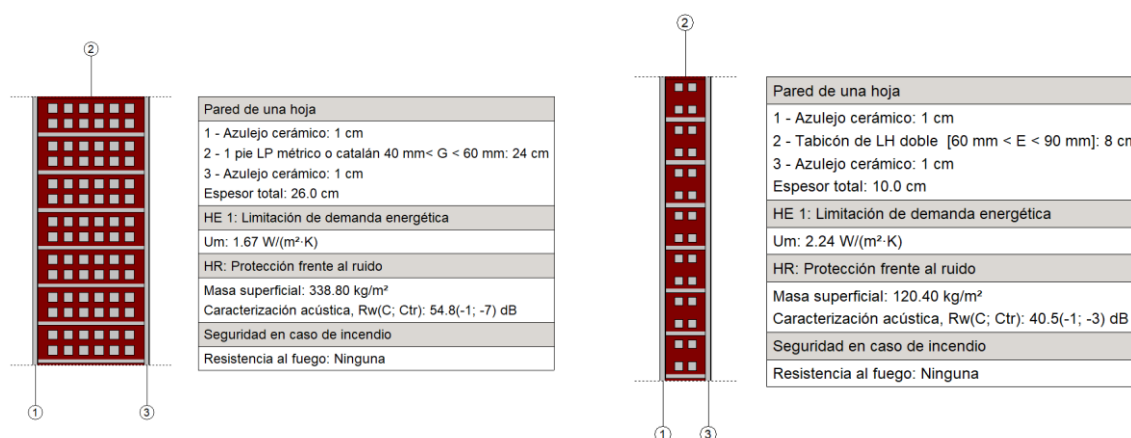 2
Pared de una hoja
1 - Azulejo cerámico: 1 cm
2 - 1 pie LP métrico o catalán 40 mm< G < 60 mm: 24 cm
3 - Azulejo cerámico: 1 cm
Espesor total: 26.0 cm
HE 1: Limitación de demanda energética
Um: 1.67 W/(m²·K)
HR: Protección frente al ruido
Masa superficial: 338.80 kg/m²
Caracterización acústica, Rw(C; Ctr): 54.8(-1; -7) dB
Seguridad en caso de incendio
Resistencia al fuego: Ninguna
1
3
2
Pared de una hoja
1 - Azulejo cerámico: 1 cm
2 - Tabicón de LH doble [60 mm < E < 90 mm]: 8 cm
3 - Azulejo cerámico: 1 cm
Espesor total: 10.0 cm
HE 1: Limitación de demanda energética
Um: 2.24 W/(m²·K)
HR: Protección frente al ruido
Masa superficial: 120.40 kg/m²
Caracterización acústica, Rw(C; Ctr): 40.5(-1; -3) dB
Seguridad en caso de incendio
Resistencia al fuego: Ninguna
1
3